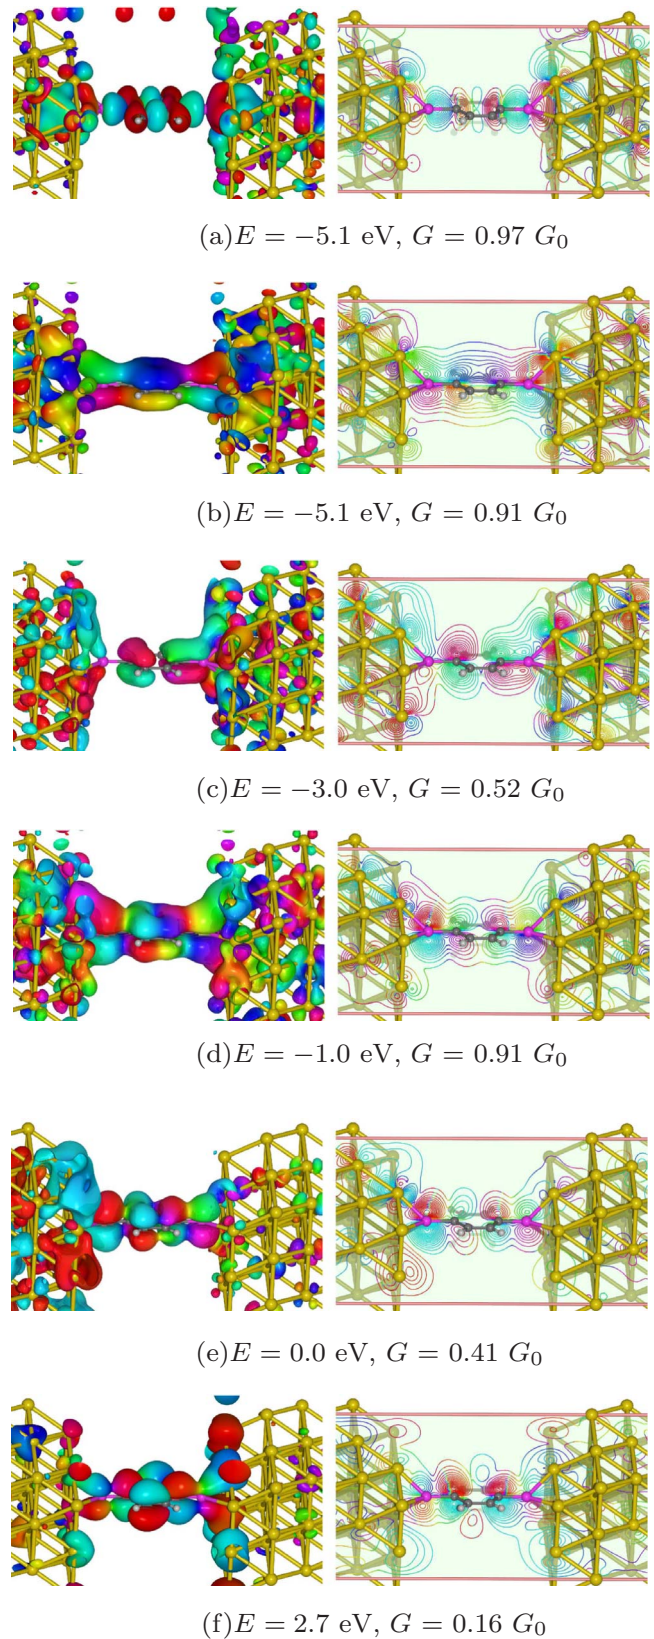 (a)E = −5.1 eV, G = 0.97 G₀
(b)E = −5.1 eV, G = 0.91 G₀
(c)E = −3.0 eV, G = 0.52 G₀
(d)E = −1.0 eV, G = 0.91 G₀
(e)E = 0.0 eV, G = 0.41 G₀
(f)E = 2.7 eV, G = 0.16 G₀